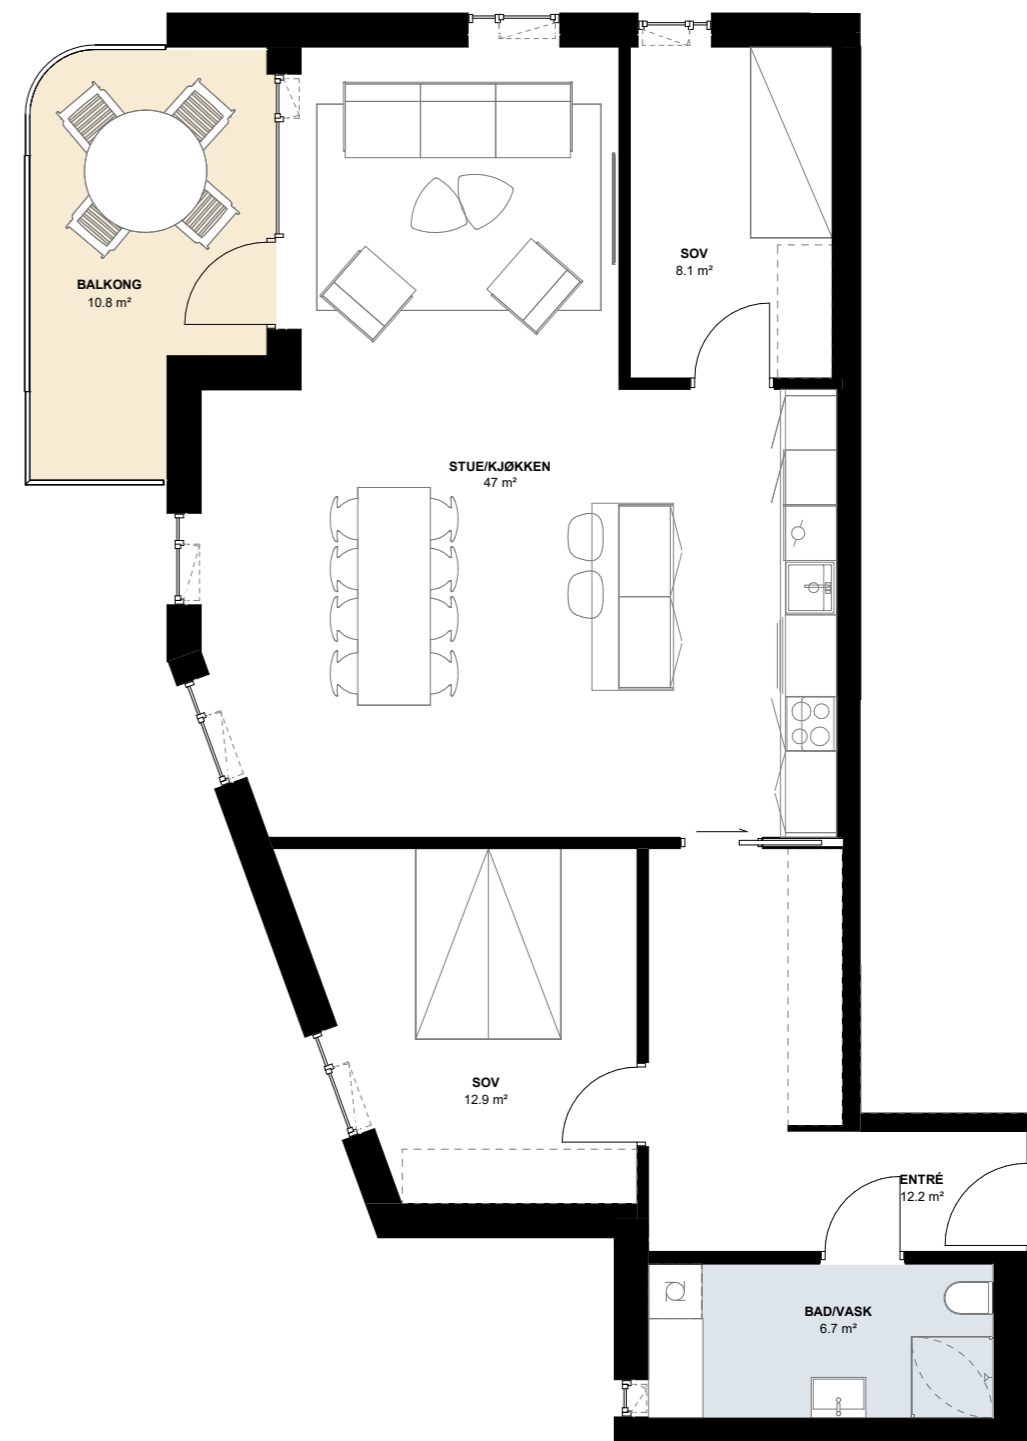 SOV
8.1 m²
BALKONG
10.8 m²
STUE/KJØKKEN
47 m²
SOV
12.9 m²
ENTRÉ
12.2 m²
BAD/VASK
6.7 m²